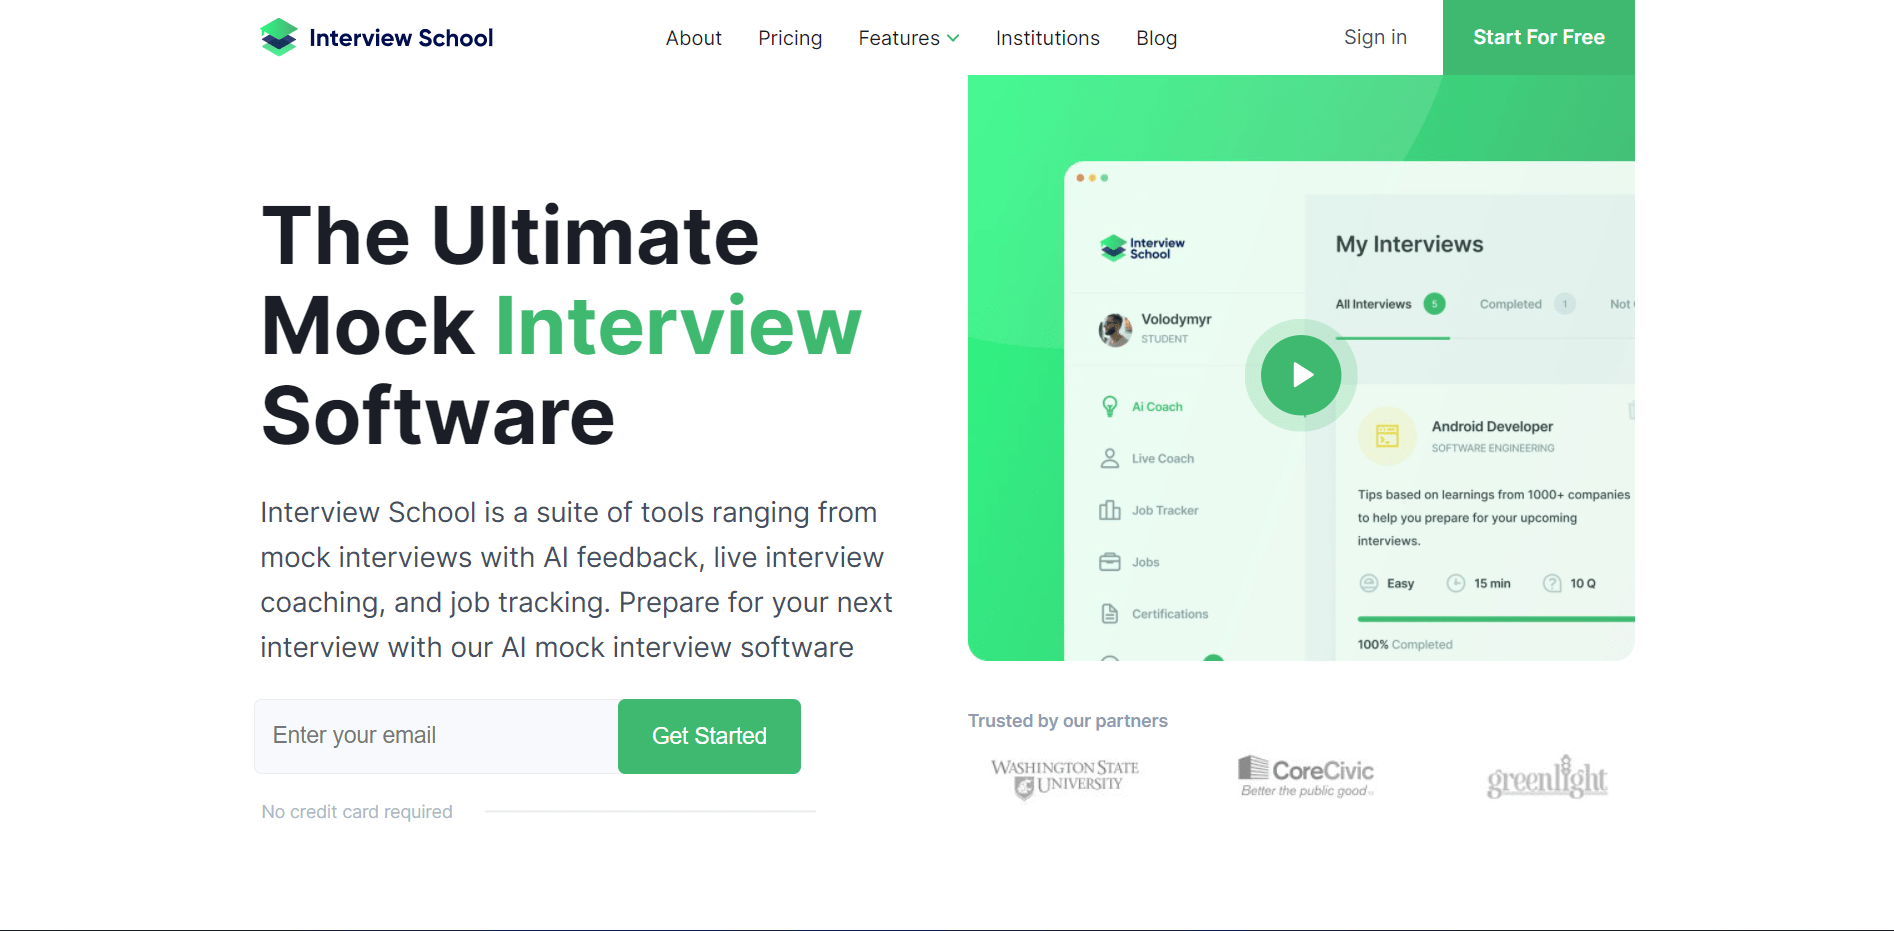 Interview School
About
Pricing
Features
Institutions
Blog
Sign in
Start For Free
The Ultimate
Mock Interview
Software
Interview School is a suite of tools ranging from
mock interviews with AI feedback, live interview
coaching, and job tracking. Prepare for your next
interview with our AI mock interview software
Enter your email
Get Started
No credit card required
Interview
School
Volodymyr
STUDENT
Ai Coach
Live Coach
Job Tracker
Jobs
Certifications
My Interviews
All Interviews 5
Completed 1
Not
Android Developer
SOFTWARE ENGINEERING
Tips based on learnings from 1000+ companies
to help you prepare for your upcoming
interviews.
Easy
15 min
10 Q
100% Completed
Trusted by our partners
WASHINGTON STATE
UNIVERSITY
CoreCivic
Better the public good
greenlight